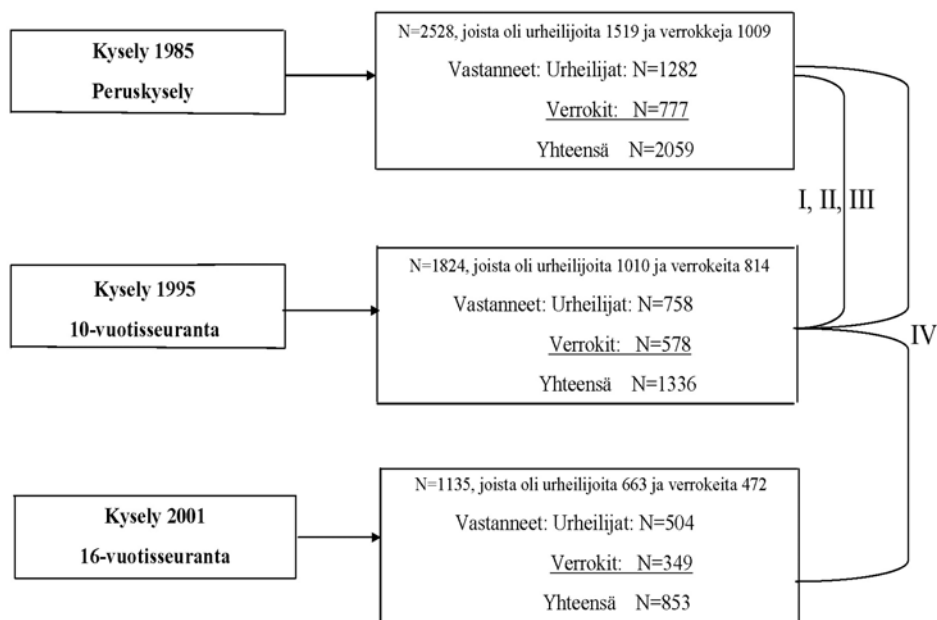 Kysely 1985
Peruskysely
N=2528, joista oli urheilijoita 1519 ja verrokkeja 1009
Vastanneet: Urheilijat: N=1282
Verrokit: N=777
Yhteensä N=2059
I, II, III
Kysely 1995
10-vuotisseuranta
N=1824, joista oli urheilijoita 1010 ja verrokeita 814
Vastanneet: Urheilijat: N=758
Verrokit: N=578
Yhteensä N=1336
IV
Kysely 2001
16-vuotisseuranta
N=1135, joista oli urheilijoita 663 ja verrokeita 472
Vastanneet: Urheilijat: N=504
Verrokit: N=349
Yhteensä N=853